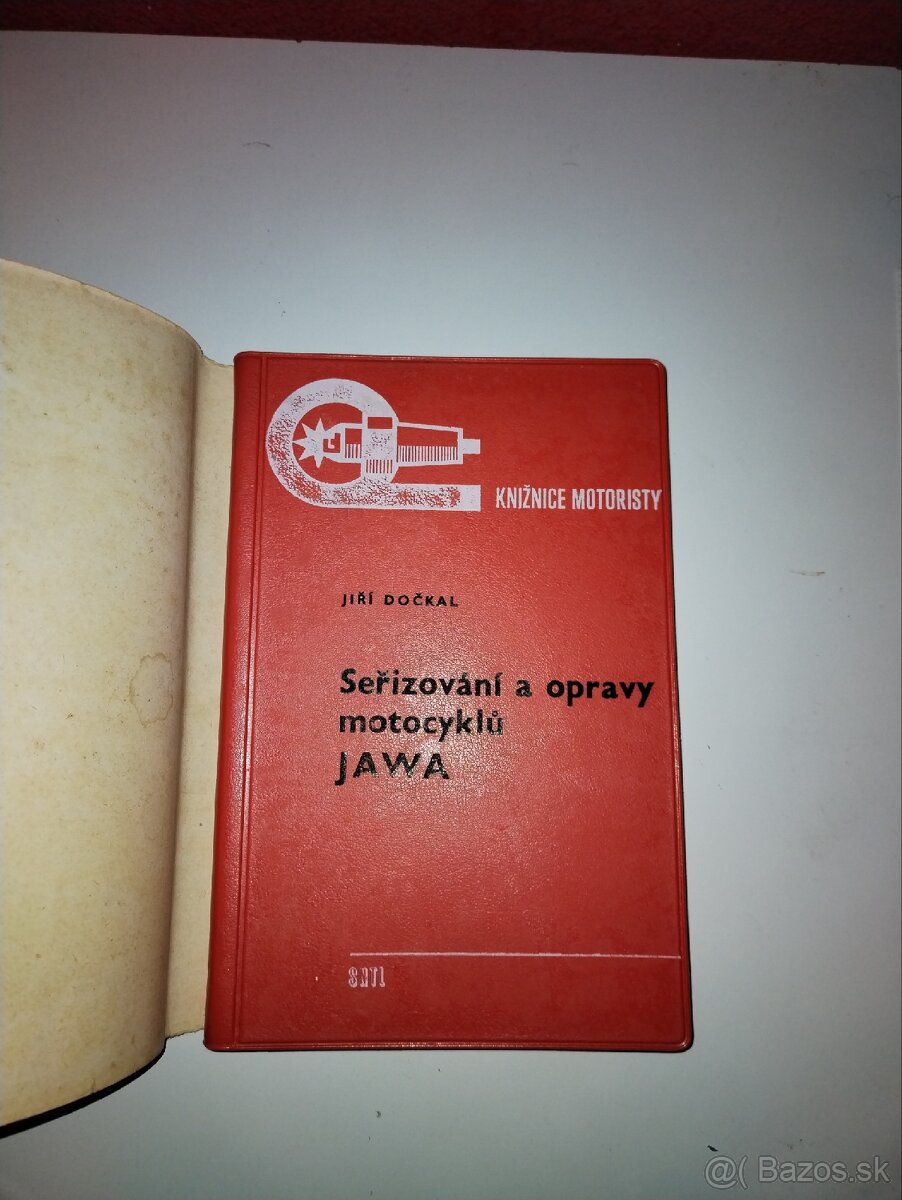 KNIŽNICE MOTORISTY
JIŘÍ DOČKAL
Seřizování a opravy
motocyklů
JAWA
SNTL
@( Bazos.sk